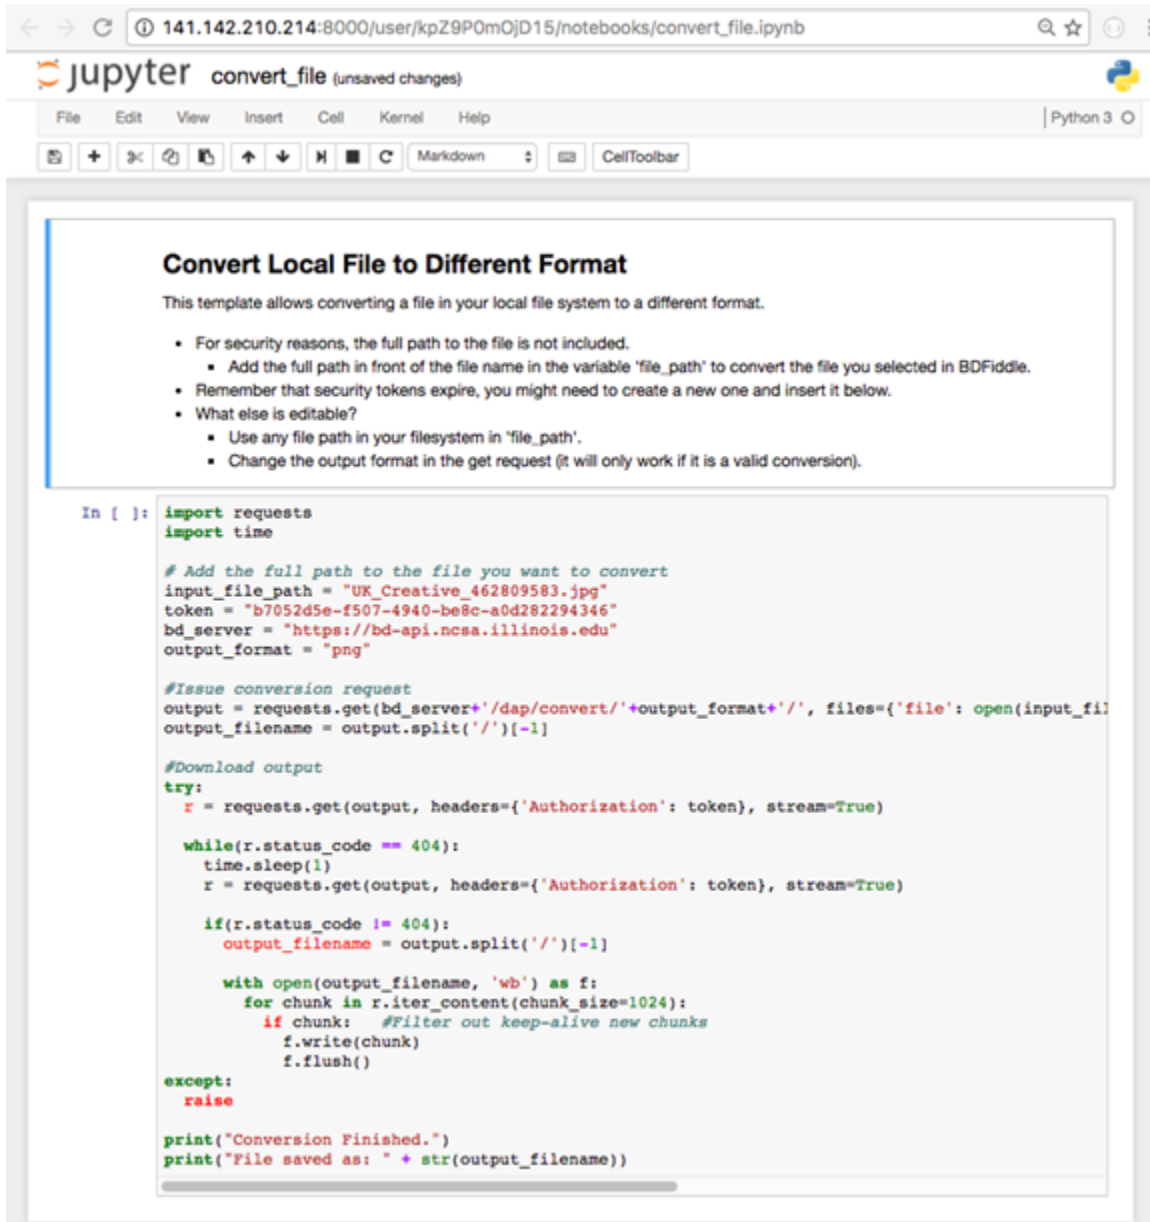 141.142.210.214:8000/user/kpZ9P0mOjD15/notebooks/convert_file.ipynb
jupyter convert_file (unsaved changes)
File Edit View Insert Cell Kernel Help Python 3
Markdown CellToolbar
Convert Local File to Different Format
This template allows converting a file in your local file system to a different format.
• For security reasons, the full path to the file is not included.
▪ Add the full path in front of the file name in the variable 'file_path' to convert the file you selected in BDFiddle.
• Remember that security tokens expire, you might need to create a new one and insert it below.
• What else is editable?
▪ Use any file path in your filesystem in 'file_path'.
▪ Change the output format in the get request (it will only work if it is a valid conversion).
In [ ]: import requests
import time
# Add the full path to the file you want to convert
input_file_path = "UK_Creative_462809583.jpg"
token = "b7052d5e-f507-4940-be8c-a0d282294346"
bd_server = "https://bd-api.ncsa.illinois.edu"
output_format = "png"
#Issue conversion request
output = requests.get(bd_server+'/dap/convert/'+output_format+'/', files={'file': open(input_fil
output_filename = output.split('/')[-1]
#Download output
try:
r = requests.get(output, headers={'Authorization': token}, stream=True)
while(r.status_code == 404):
time.sleep(1)
r = requests.get(output, headers={'Authorization': token}, stream=True)
if(r.status_code != 404):
output_filename = output.split('/')[-1]
with open(output_filename, 'wb') as f:
for chunk in r.iter_content(chunk_size=1024):
if chunk: #Filter out keep-alive new chunks
f.write(chunk)
f.flush()
except:
raise
print("Conversion Finished.")
print("File saved as: " + str(output_filename))